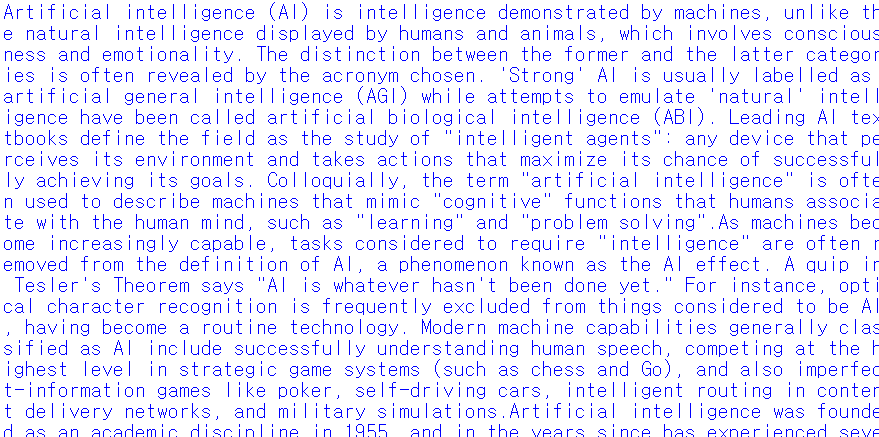 Artificial intelligence (AI) is intelligence demonstrated by machines, unlike th
e natural intelligence displayed by humans and animals, which involves conscious
ness and emotionality. The distinction between the former and the latter categor
ies is often revealed by the acronym chosen. 'Strong' AI is usually labelled as
artificial general intelligence (AGI) while attempts to emulate 'natural' intell
igence have been called artificial biological intelligence (ABI). Leading AI tex
tbooks define the field as the study of "intelligent agents": any device that pe
rceives its environment and takes actions that maximize its chance of successful
ly achieving its goals. Colloquially, the term "artificial intelligence" is ofte
n used to describe machines that mimic "cognitive" functions that humans associa
te with the human mind, such as "learning" and "problem solving".As machines bec
ome increasingly capable, tasks considered to require "intelligence" are often r
emoved from the definition of AI, a phenomenon known as the AI effect. A quip in
Tesler's Theorem says "AI is whatever hasn't been done yet." For instance, opti
cal character recognition is frequently excluded from things considered to be AI
, having become a routine technology. Modern machine capabilities generally clas
sified as AI include successfully understanding human speech, competing at the h
ighest level in strategic game systems (such as chess and Go), and also imperfec
t-information games like poker, self-driving cars, intelligent routing in conten
t delivery networks, and military simulations.Artificial intelligence was founde
d as an academic discipline in 1955, and in the years since has experienced seve